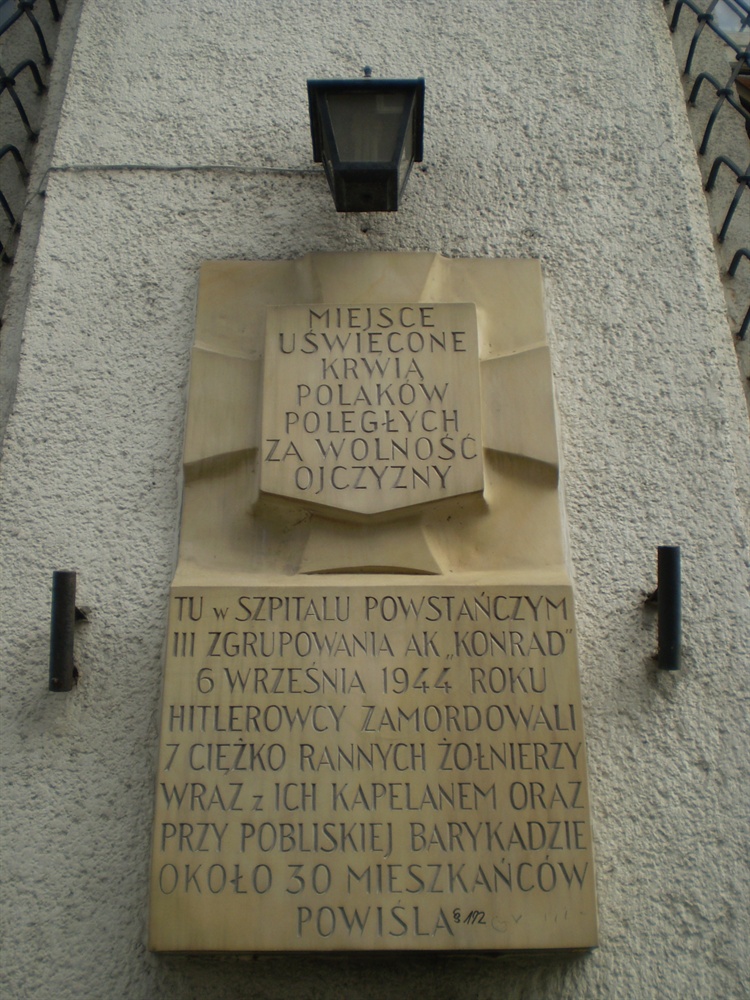 MIEJSCE
UŚWIĘCONE
KRWIĄ
POLAKÓW
POLEGŁYCH
ZA WOLNOŚĆ
OJCZYZNY
TU w SZPITALU POWSTAŃCZYM
III ZGRUPOWANIA AK „KONRAD”
6 WRZEŚNIA 1944 ROKU
HITLEROWCY ZAMORDOWALI
7 CIĘŻKO RANNYCH ŻOŁNIERZY
WRAZ z ICH KAPELANEM ORAZ
PRZY POBLISKIEJ BARYKADZIE
OKOŁO 30 MIESZKAŃCÓW
POWIŚLA